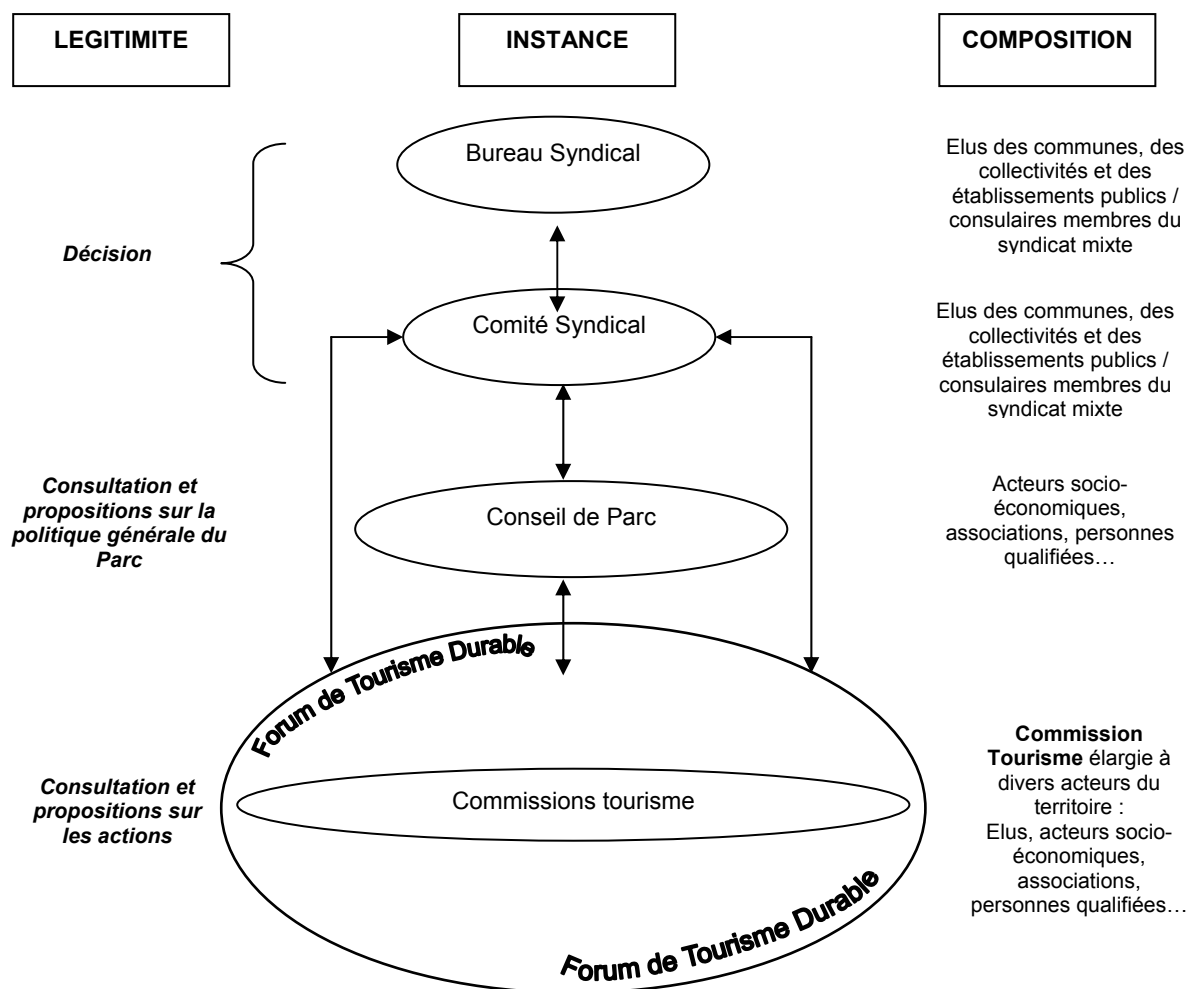 LEGITIMITE
INSTANCE
COMPOSITION
Bureau Syndical
Elus des communes, des
collectivités et des
établissements publics /
consulaires membres du
syndicat mixte
Décision
Comité Syndical
Elus des communes, des
collectivités et des
établissements publics /
consulaires membres du
syndicat mixte
Consultation et
propositions sur la
politique générale du
Parc
Conseil de Parc
Acteurs socio-
économiques,
associations, personnes
qualifiées…
Forum de Tourisme Durable
Consultation et
propositions sur
les actions
Commissions tourisme
Commission
Tourisme élargie à
divers acteurs du
territoire :
Elus, acteurs socio-
économiques,
associations,
personnes qualifiées…
Forum de Tourisme Durable